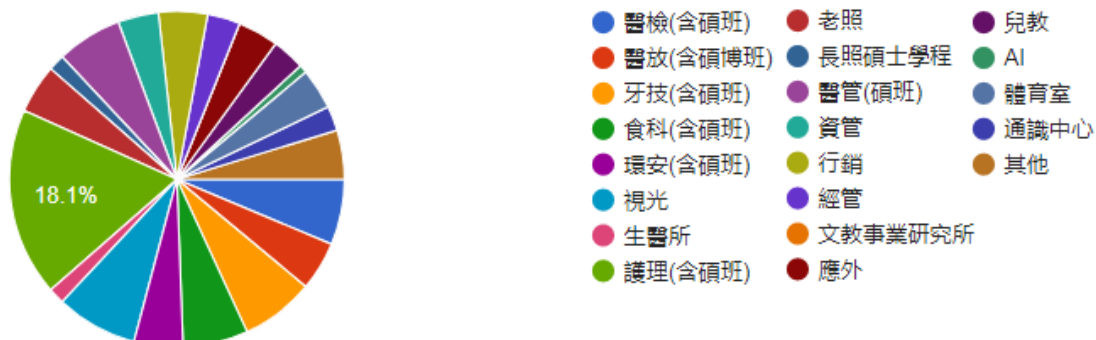 18.1%
醫檢(含碩班)
醫放(含碩博班)
牙技(含碩班)
食科(含碩班)
環安(含碩班)
視光
生醫所
護理(含碩班)
老照
長照碩士學程
醫管(碩班)
資管
行銷
經管
文教事業研究所
應外
兒教
AI
體育室
通識中心
其他